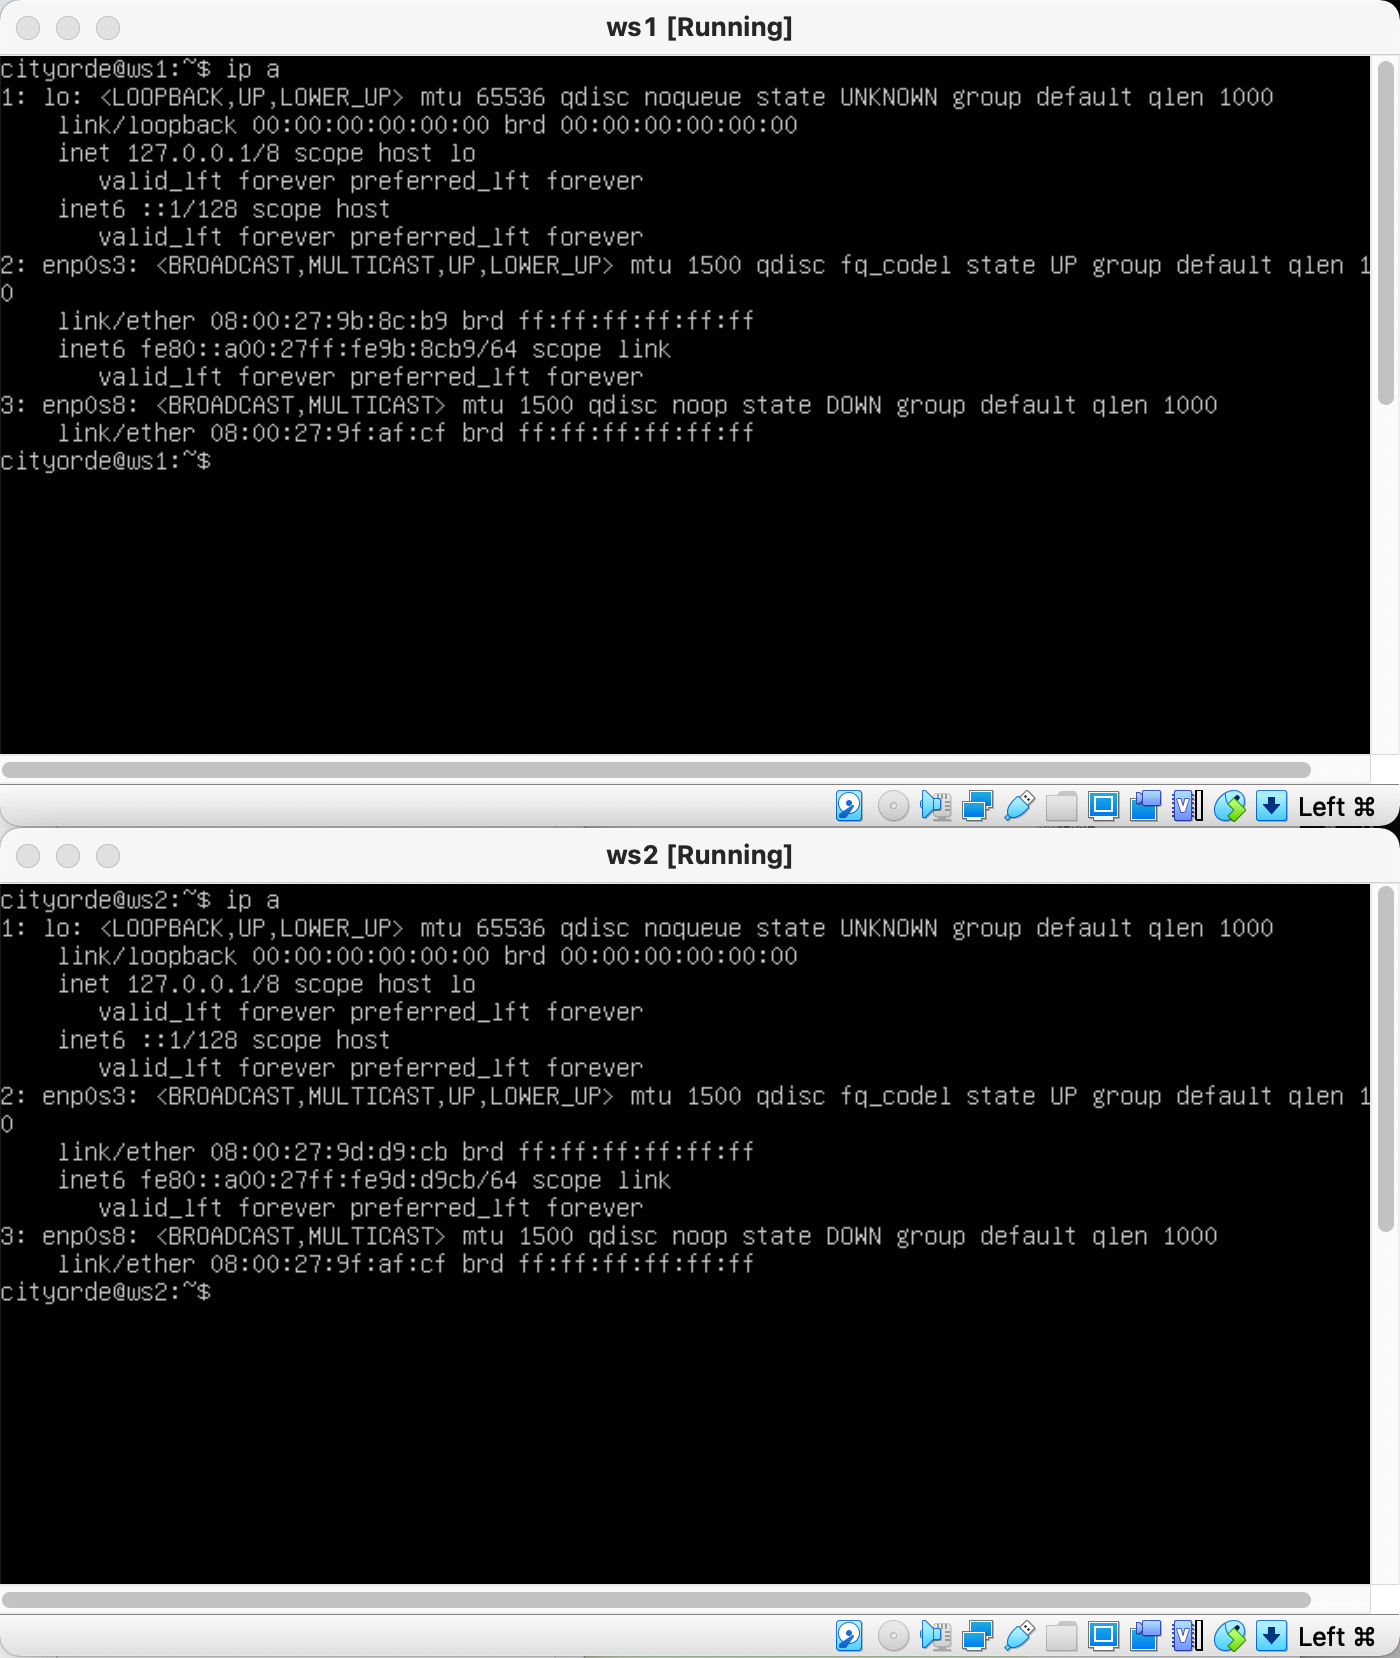 ws1 [Running]
cityorde@ws1:~$ ip a
1: lo: <LOOPBACK,UP,LOWER_UP> mtu 65536 qdisc noqueue state UNKNOWN group default qlen 1000
    link/loopback 00:00:00:00:00:00 brd 00:00:00:00:00:00
    inet 127.0.0.1/8 scope host lo
       valid_lft forever preferred_lft forever
    inet6 ::1/128 scope host
       valid_lft forever preferred_lft forever
2: enp0s3: <BROADCAST,MULTICAST,UP,LOWER_UP> mtu 1500 qdisc fq_codel state UP group default qlen 1
0
    link/ether 08:00:27:9b:8c:b9 brd ff:ff:ff:ff:ff:ff
    inet6 fe80::a00:27ff:fe9b:8cb9/64 scope link
       valid_lft forever preferred_lft forever
3: enp0s8: <BROADCAST,MULTICAST> mtu 1500 qdisc noop state DOWN group default qlen 1000
    link/ether 08:00:27:9f:af:cf brd ff:ff:ff:ff:ff:ff
cityorde@ws1:~$
Left ⌘
ws2 [Running]
cityorde@ws2:~$ ip a
1: lo: <LOOPBACK,UP,LOWER_UP> mtu 65536 qdisc noqueue state UNKNOWN group default qlen 1000
    link/loopback 00:00:00:00:00:00 brd 00:00:00:00:00:00
    inet 127.0.0.1/8 scope host lo
       valid_lft forever preferred_lft forever
    inet6 ::1/128 scope host
       valid_lft forever preferred_lft forever
2: enp0s3: <BROADCAST,MULTICAST,UP,LOWER_UP> mtu 1500 qdisc fq_codel state UP group default qlen 1
0
    link/ether 08:00:27:9d:d9:cb brd ff:ff:ff:ff:ff:ff
    inet6 fe80::a00:27ff:fe9d:d9cb/64 scope link
       valid_lft forever preferred_lft forever
3: enp0s8: <BROADCAST,MULTICAST> mtu 1500 qdisc noop state DOWN group default qlen 1000
    link/ether 08:00:27:9f:af:cf brd ff:ff:ff:ff:ff:ff
cityorde@ws2:~$
Left ⌘